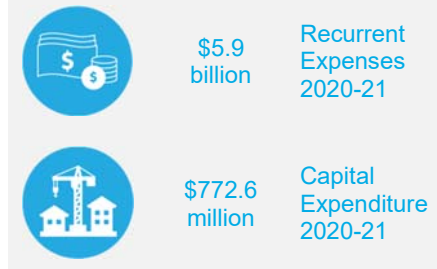 $5.9
billion
Recurrent
Expenses
2020-21
$772.6
million
Capital
Expenditure
2020-21